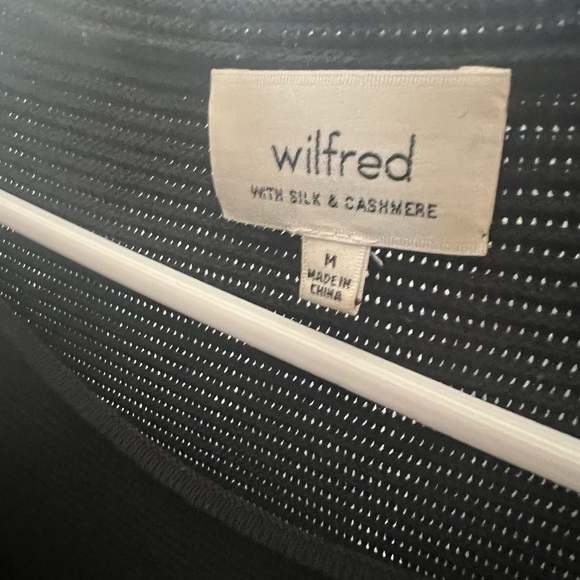 wilfred
WITH SILK & CASHMERE
M
MADE IN
CHINA